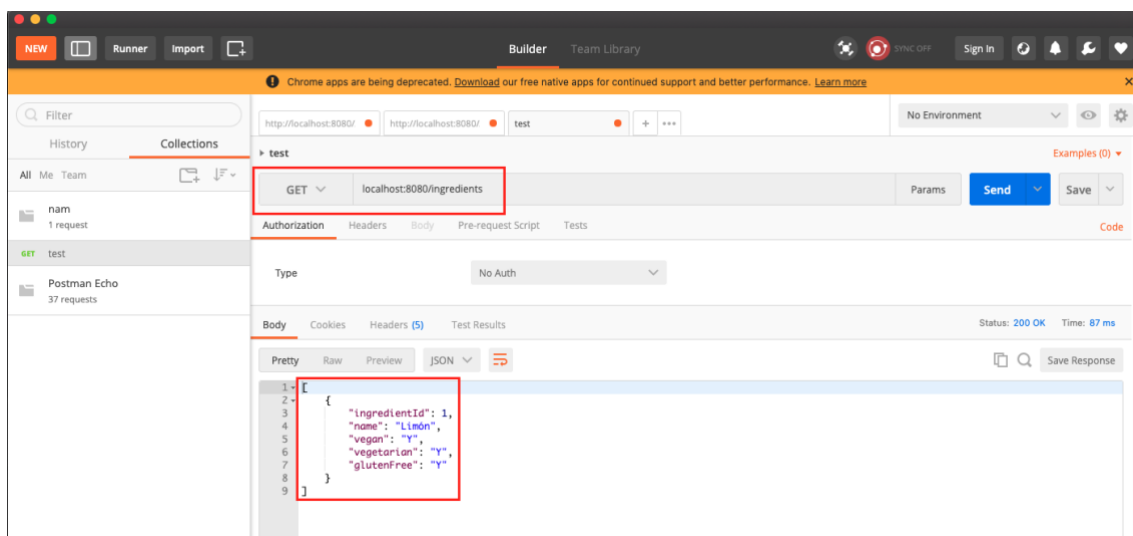 NEW Runner Import Builder Team Library SYNC OFF Sign In
Chrome apps are being deprecated. Download our free native apps for continued support and better performance. Learn more
Filter
History Collections
All Me Team
nam
1 request
GET test
Postman Echo
37 requests
http://localhost:8080/ http://localhost:8080/ test + ••• No Environment
test Examples (0)
GET localhost:8080/ingredients Params Send Save
Authorization Headers Body Pre-request Script Tests Code
Type No Auth
Body Cookies Headers (5) Test Results Status: 200 OK Time: 87 ms
Pretty Raw Preview JSON Save Response
1 [
2 {
3 "ingredientId": 1,
4 "name": "Limón",
5 "vegan": "Y",
6 "vegetarian": "Y",
7 "glutenFree": "Y"
8 }
9 ]